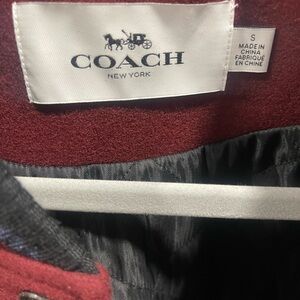 COACH
NEW YORK
S
MADE IN
CHINA
FABRIQUÉ
EN CHINE